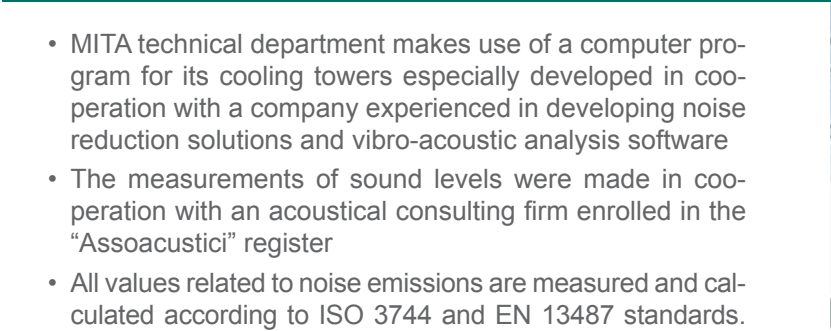 • MITA technical department makes use of a computer pro-
gram for its cooling towers especially developed in coo-
peration with a company experienced in developing noise
reduction solutions and vibro-acoustic analysis software
• The measurements of sound levels were made in coo-
peration with an acoustical consulting firm enrolled in the
“Assoacustici” register
• All values related to noise emissions are measured and cal-
culated according to ISO 3744 and EN 13487 standards.